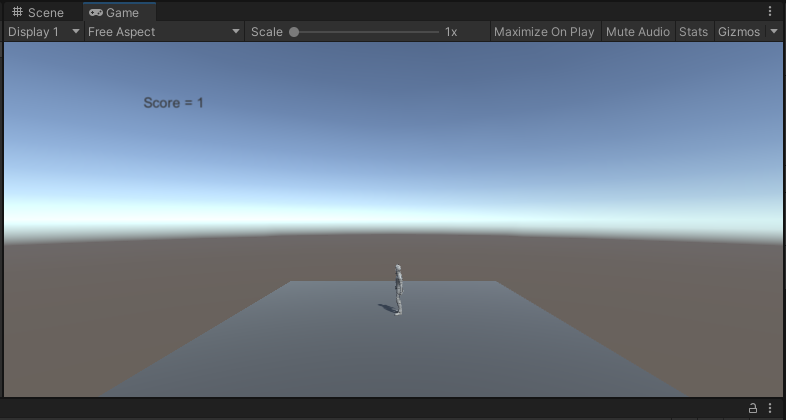 Scene Game
Display 1 Free Aspect Scale 1x Maximize On Play Mute Audio Stats Gizmos
Score = 1